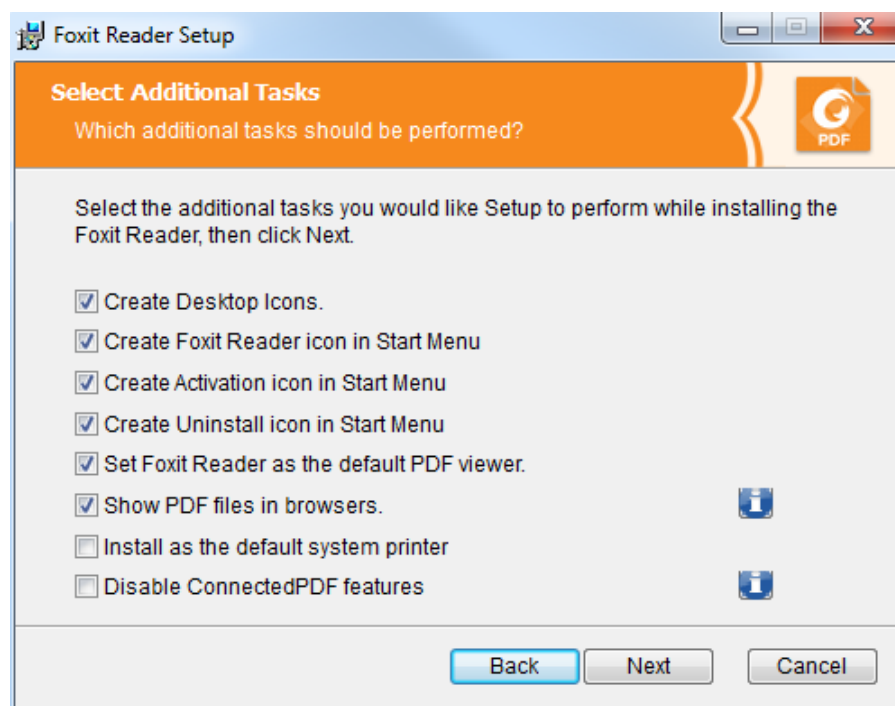 Foxit Reader Setup
Select Additional Tasks
Which additional tasks should be performed?
PDF
Select the additional tasks you would like Setup to perform while installing the
Foxit Reader, then click Next.
Create Desktop Icons.
Create Foxit Reader icon in Start Menu
Create Activation icon in Start Menu
Create Uninstall icon in Start Menu
Set Foxit Reader as the default PDF viewer.
Show PDF files in browsers.
Install as the default system printer
Disable ConnectedPDF features
Back Next Cancel